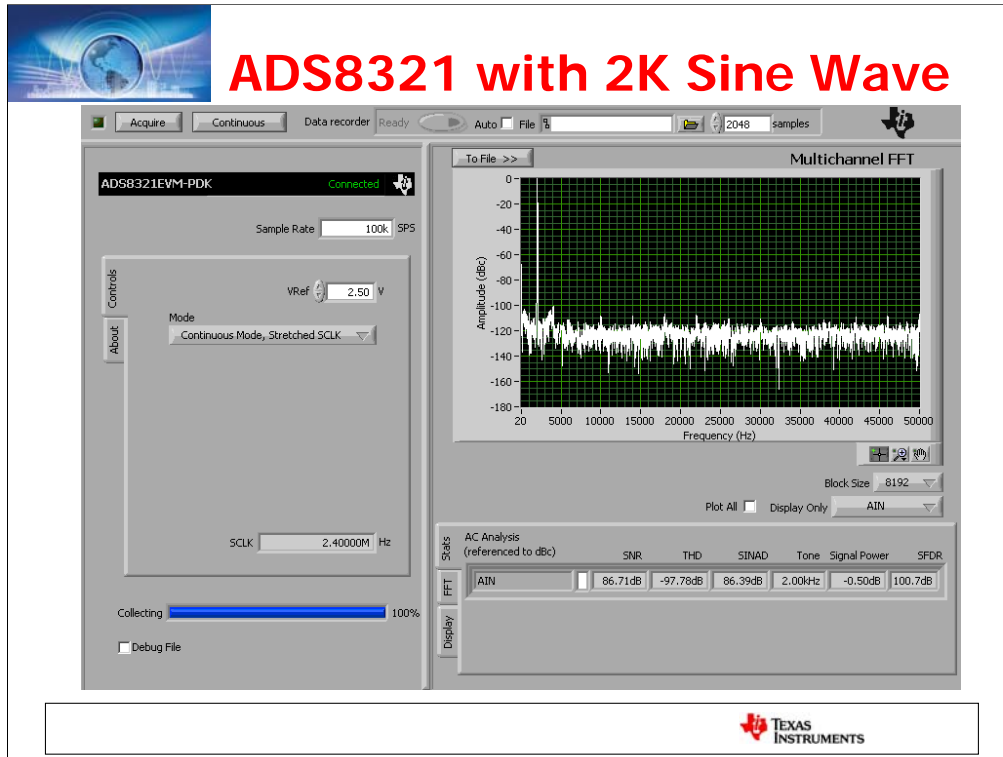 ADS8321 with 2K Sine Wave
Acquire Continuous Data recorder Ready Auto File 2048 samples
To File >> Multichannel FFT
ADS8321EVM-PDK Connected
Sample Rate 100k SPS
Controls
About
VRef 2.50 V
Mode
Continuous Mode, Stretched SCLK
SCLK 2.40000M Hz
Collecting 100%
Debug File
Amplitude (dBc)
0
-20
-40
-60
-80
-100
-120
-140
-160
-180
20 5000 10000 15000 20000 25000 30000 35000 40000 45000 50000
Frequency (Hz)
Block Size 8192
Plot All Display Only AIN
Stats
FFT
Display
AC Analysis
(referenced to dBc) SNR THD SINAD Tone Signal Power SFDR
AIN 86.71dB -97.78dB 86.39dB 2.00kHz -0.50dB 100.7dB
TEXAS
INSTRUMENTS